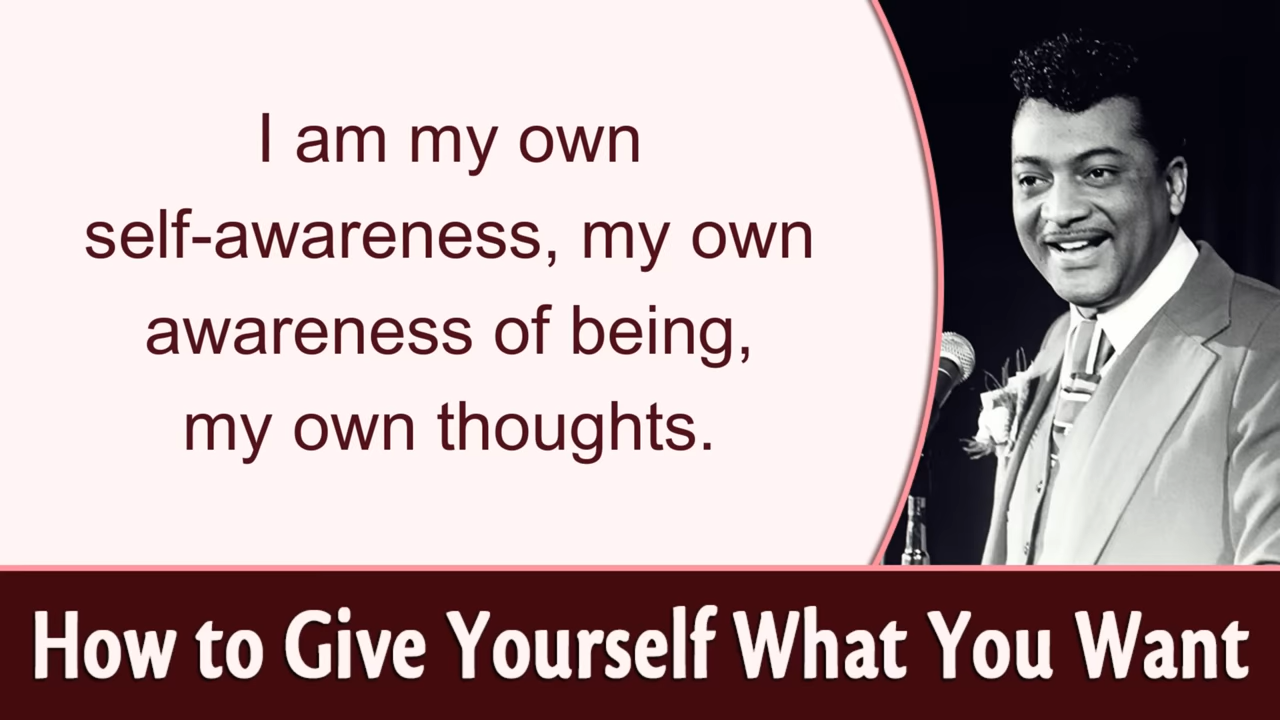 I am my own
self-awareness, my own
awareness of being,
my own thoughts.
How to Give Yourself What You Want